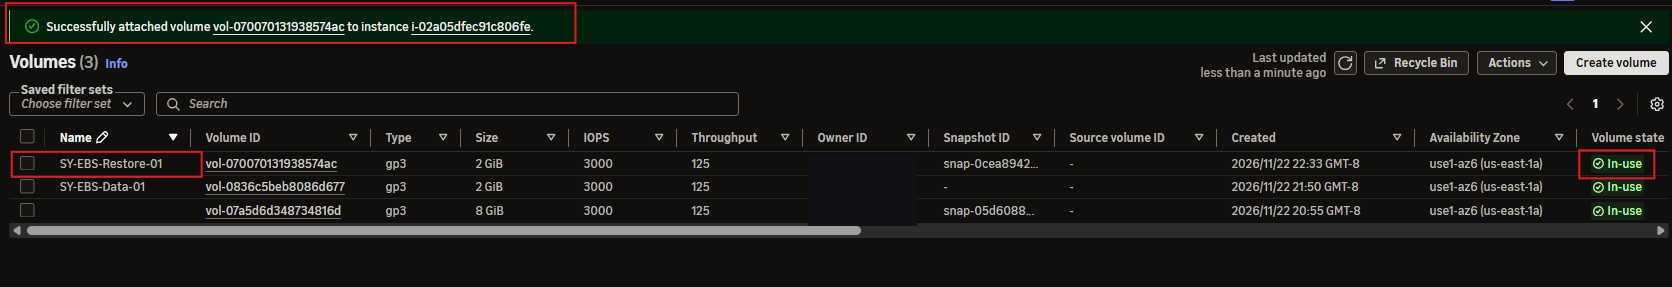 Successfully attached volume vol-070070131938574ac to instance i-02a05dfec91c806fe.
Volumes (3) Info
Last updated
less than a minute ago
Recycle Bin
Actions
Create volume
Saved filter sets
Choose filter set
Search
1
Name Volume ID Type Size IOPS Throughput Owner ID Snapshot ID Source volume ID Created Availability Zone Volume state
SY-EBS-Restore-01 vol-070070131938574ac gp3 2 GiB 3000 125 snap-0cea8942... - 2026/11/22 22:33 GMT-8 use1-az6 (us-east-1a) In-use
SY-EBS-Data-01 vol-0836c5beb8086d677 gp3 2 GiB 3000 125 - - 2026/11/22 21:50 GMT-8 use1-az6 (us-east-1a) In-use
vol-07a5d6d348734816d gp3 8 GiB 3000 125 snap-05d6088... - 2026/11/22 20:55 GMT-8 use1-az6 (us-east-1a) In-use